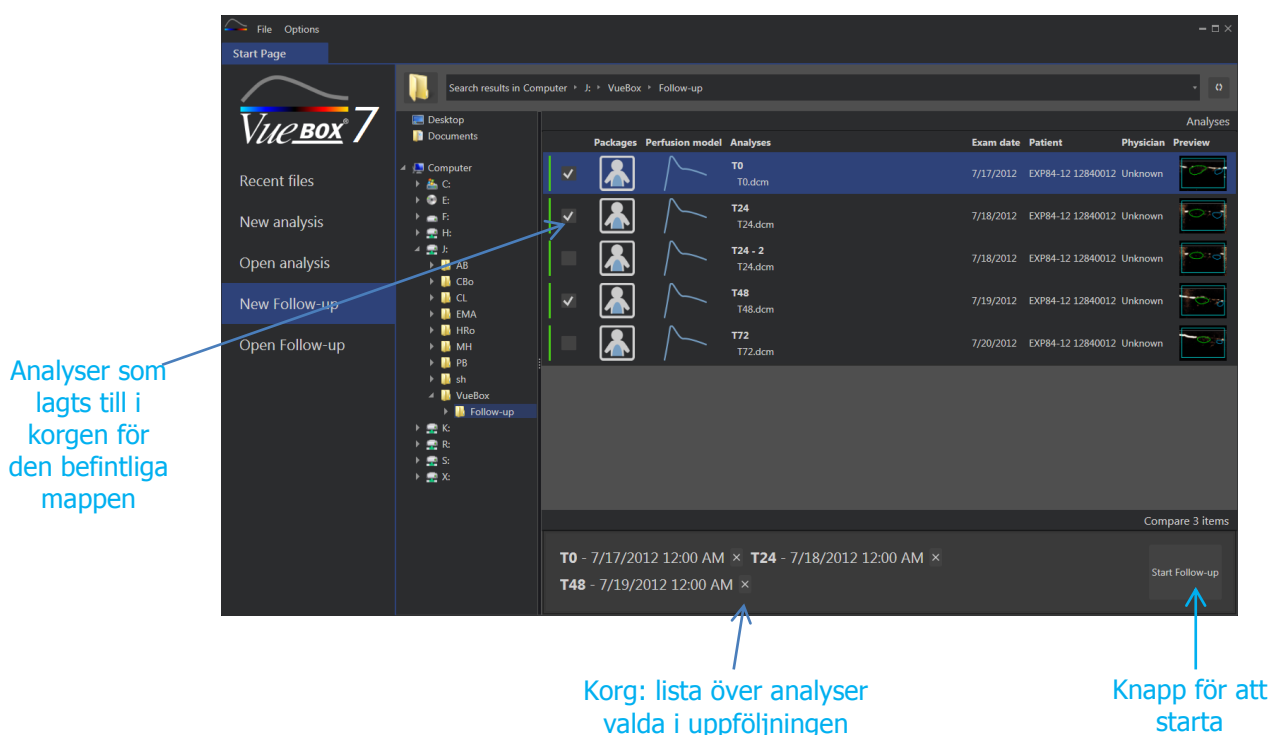 File Options
Start Page
VUEBOX® 7
Recent files
New analysis
Open analysis
New Follow-up
Open Follow-up
Search results in Computer ‣ J: ‣ VueBox ‣ Follow-up
Desktop
Documents
Computer
C:
E:
F:
H:
J:
AB
CBo
CL
EMA
HRo
MH
PB
sh
VueBox
Follow-up
K:
R:
S:
X:
Analyses
Packages Perfusion model Analyses Exam date Patient Physician Preview
T0
T0.dcm
7/17/2012 EXP84-12 12840012 Unknown
T24
T24.dcm
7/18/2012 EXP84-12 12840012 Unknown
T24 - 2
T24.dcm
7/18/2012 EXP84-12 12840012 Unknown
T48
T48.dcm
7/19/2012 EXP84-12 12840012 Unknown
T72
T72.dcm
7/20/2012 EXP84-12 12840012 Unknown
Compare 3 items
T0 - 7/17/2012 12:00 AM × T24 - 7/18/2012 12:00 AM ×
T48 - 7/19/2012 12:00 AM ×
Start Follow-up
Analyser som
lagts till i
korgen för
den befintliga
mappen
Korg: lista över analyser
valda i uppföljningen
Knapp för att
starta